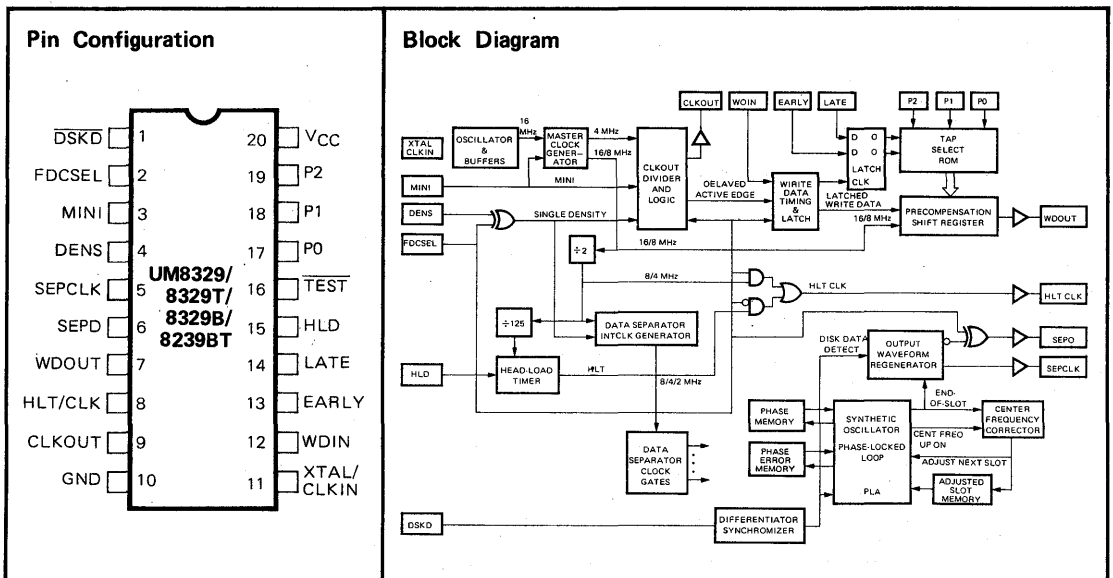 Pin Configuration
DSKD 1
FDCSEL 2
MINI 3
DENS 4
SEPCLK 5
SEPD 6
WDOUT 7
HLT/CLK 8
CLKOUT 9
GND 10
20 VCC
19 P2
18 P1
17 P0
16 TEST
15 HLD
14 LATE
13 EARLY
12 WDIN
11 XTAL/
CLKIN
UM8329/
8329T/
8329B/
8239BT
Block Diagram
CLKOUT
WOIN
EARLY
LATE
P2
P1
P0
XTAL
CLKIN
OSCILLATOR
& BUFFERS
16
MHz
MASTER
CLOCK
GENER-
ATOR
4 MHz
16/8 MHz
MINI
MINI
CLKOUT
DIVIDER
AND
LOGIC
D O
D O
LATCH
CLK
TAP
SELECT
ROM
DENS
SINGLE DENSITY
FDCSEL
DELAVED
ACTIVE EDGE
WIRITE
DATA
TIMING
&
LATCH
LATCHED
WRITE DATA
16/8 MHz
PRECOMPENSATION
SHIFT REGISTER
WDOUT
÷2
16/8 MHz
8/4 MHz
HLT CLK
HLT CLK
÷125
DATA SEPARATOR
INTCLK GENERATOR
HLD
HEAD-LOAD
TIMER
HLT
8/4/2 MHz
DISK DATA
DETECT
OUTPUT
WAVEFORM
REGENERATOR
SEPO
SEPCLK
END-
OF-SLOT
PHASE
MEMORY
PHASE
ERROR
MEMORY
SYNTHETIC
OSCILLATOR
PHASE-LOCKED
LOOP
PLA
CENTER
FREQUENCY
CORRECTOR
CENT FREO
UP ON
ADJUST NEXT SLOT
ADJUSTED
SLOT
MEMORY
DATA
SEPARATOR
CLOCK
GATES
DSKD
DIFFERENTIATOR
SYNCHROMIZER